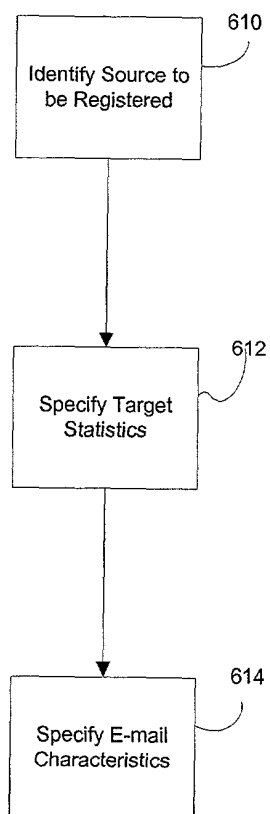 610
Identify Source to
be Registered
612
Specify Target
Statistics
614
Specify E-mail
Characteristics